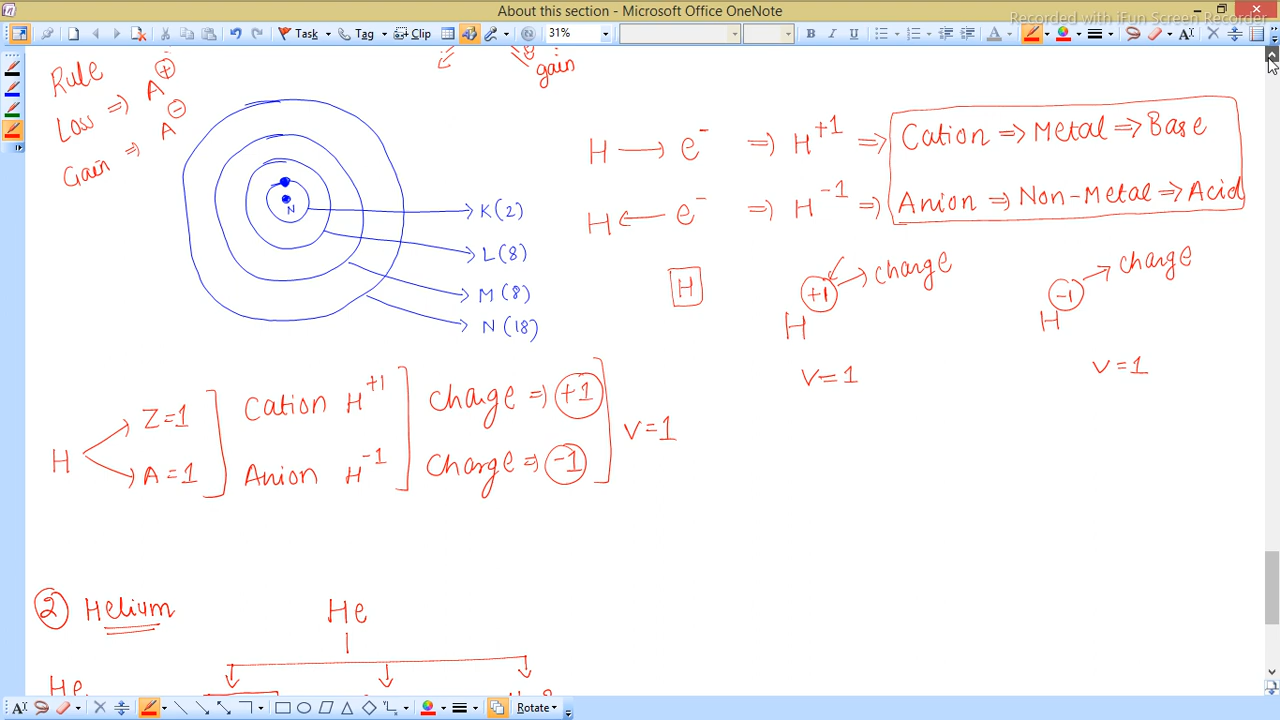 About this section - Microsoft Office OneNote
Recorded with iFun Screen Recorder
Task Tag Clip 31% B I U A
Rule
Loss ⇒ A⊕
Gain ⇒ A⊖
gain
N
K(2)
L(8)
M(8)
N(18)
H → e⁻ ⇒ H⁺¹ ⇒ Cation ⇒ Metal ⇒ Base
H ← e⁻ ⇒ H⁻¹ ⇒ Anion ⇒ Non-Metal ⇒ Acid
H
H +1 → charge
V=1
H -1 → charge
V=1
H
Z=1 ] Cation H⁺¹ ] Charge ⇒ +1
A=1 ] Anion H⁻¹ ] Charge ⇒ -1
V=1
② Helium
He
He
Rotate